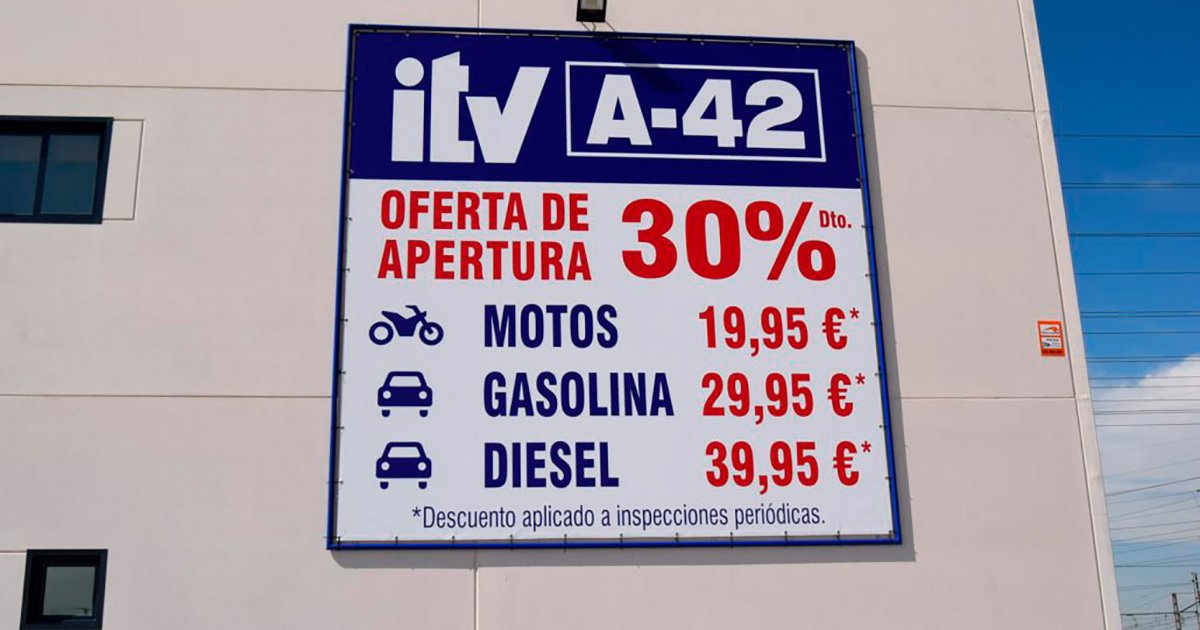 itv A-42
OFERTA DE
APERTURA
30% Dto.
MOTOS 19,95 €*
GASOLINA 29,95 €*
DIESEL 39,95 €*
*Descuento aplicado a inspecciones periódicas.